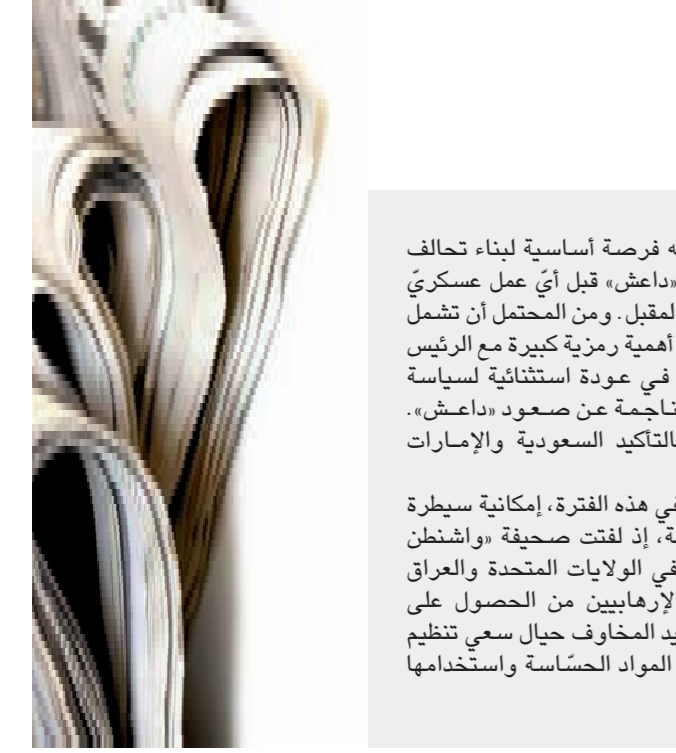 ه فرصة أساسية لبناء تحالف
«داعش» قبل أيّ عمل عسكريّ
لمقبل. ومن المحتمل أن تشمل
أهمية رمزية كبيرة مع الرئيس
في عودة استثنائية لسياسة
ناجمة عن صعود «داعش».
بالتأكيد السعودية والإمارات
في هذه الفترة، إمكانية سيطرة
ة، إذ لفتت صحيفة «واشنطن
في الولايات المتحدة والعراق
لإرهابيين من الحصول على
يد المخاوف حيال سعي تنظيم
المواد الحسّاسة واستخدامها